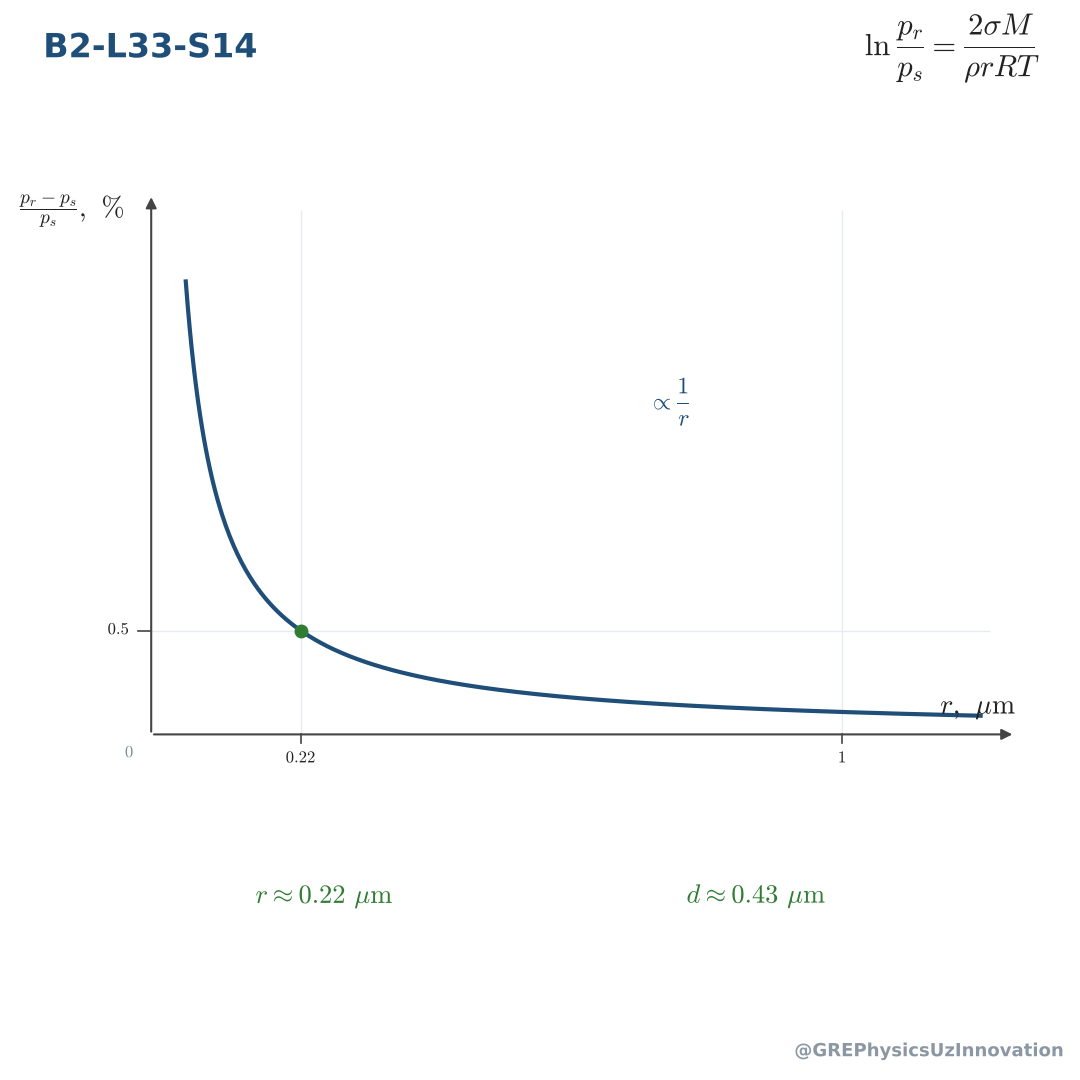 B2-L33-S14
ln p_r/p_s = 2σM/ρrRT
(p_r − p_s)/p_s, %
∝ 1/r
0.5
r, μm
0
0.22
1
r ≈ 0.22 μm
d ≈ 0.43 μm
@GREPhysicsUzInnovation